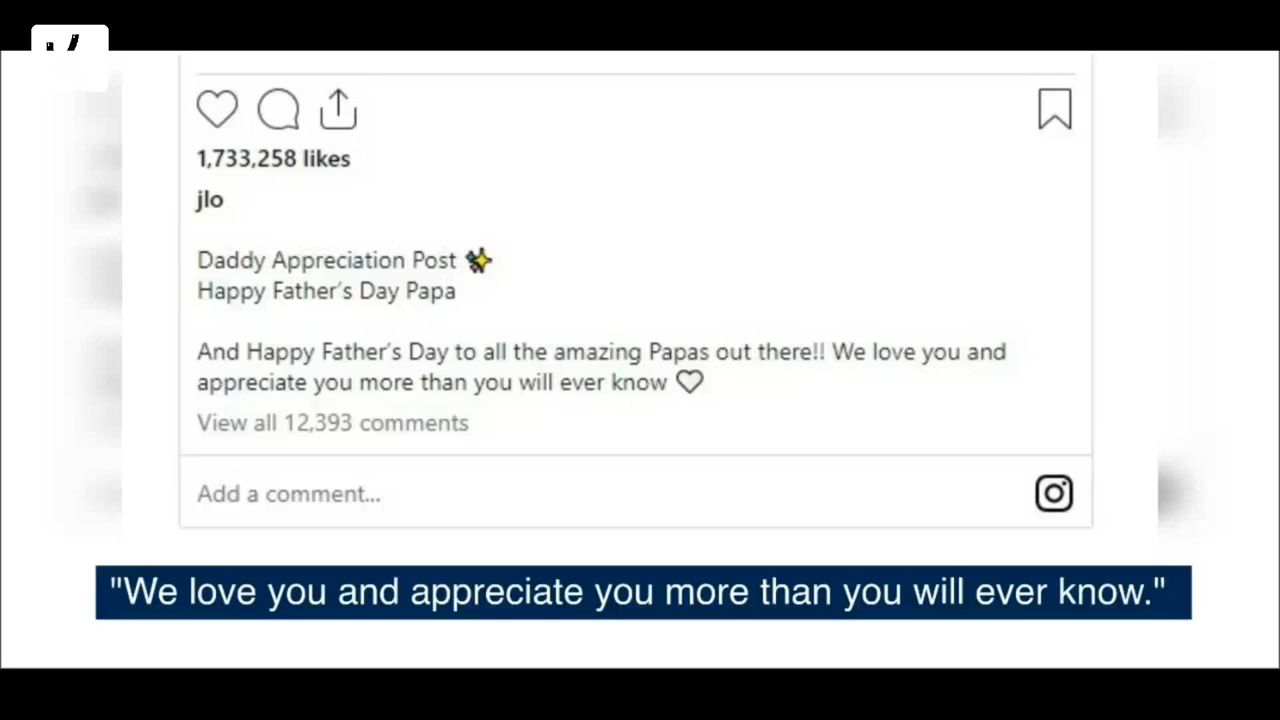 1,733,258 likes
jlo
Daddy Appreciation Post ✨
Happy Father's Day Papa
And Happy Father's Day to all the amazing Papas out there!! We love you and
appreciate you more than you will ever know ♡
View all 12,393 comments
Add a comment...
"We love you and appreciate you more than you will ever know."